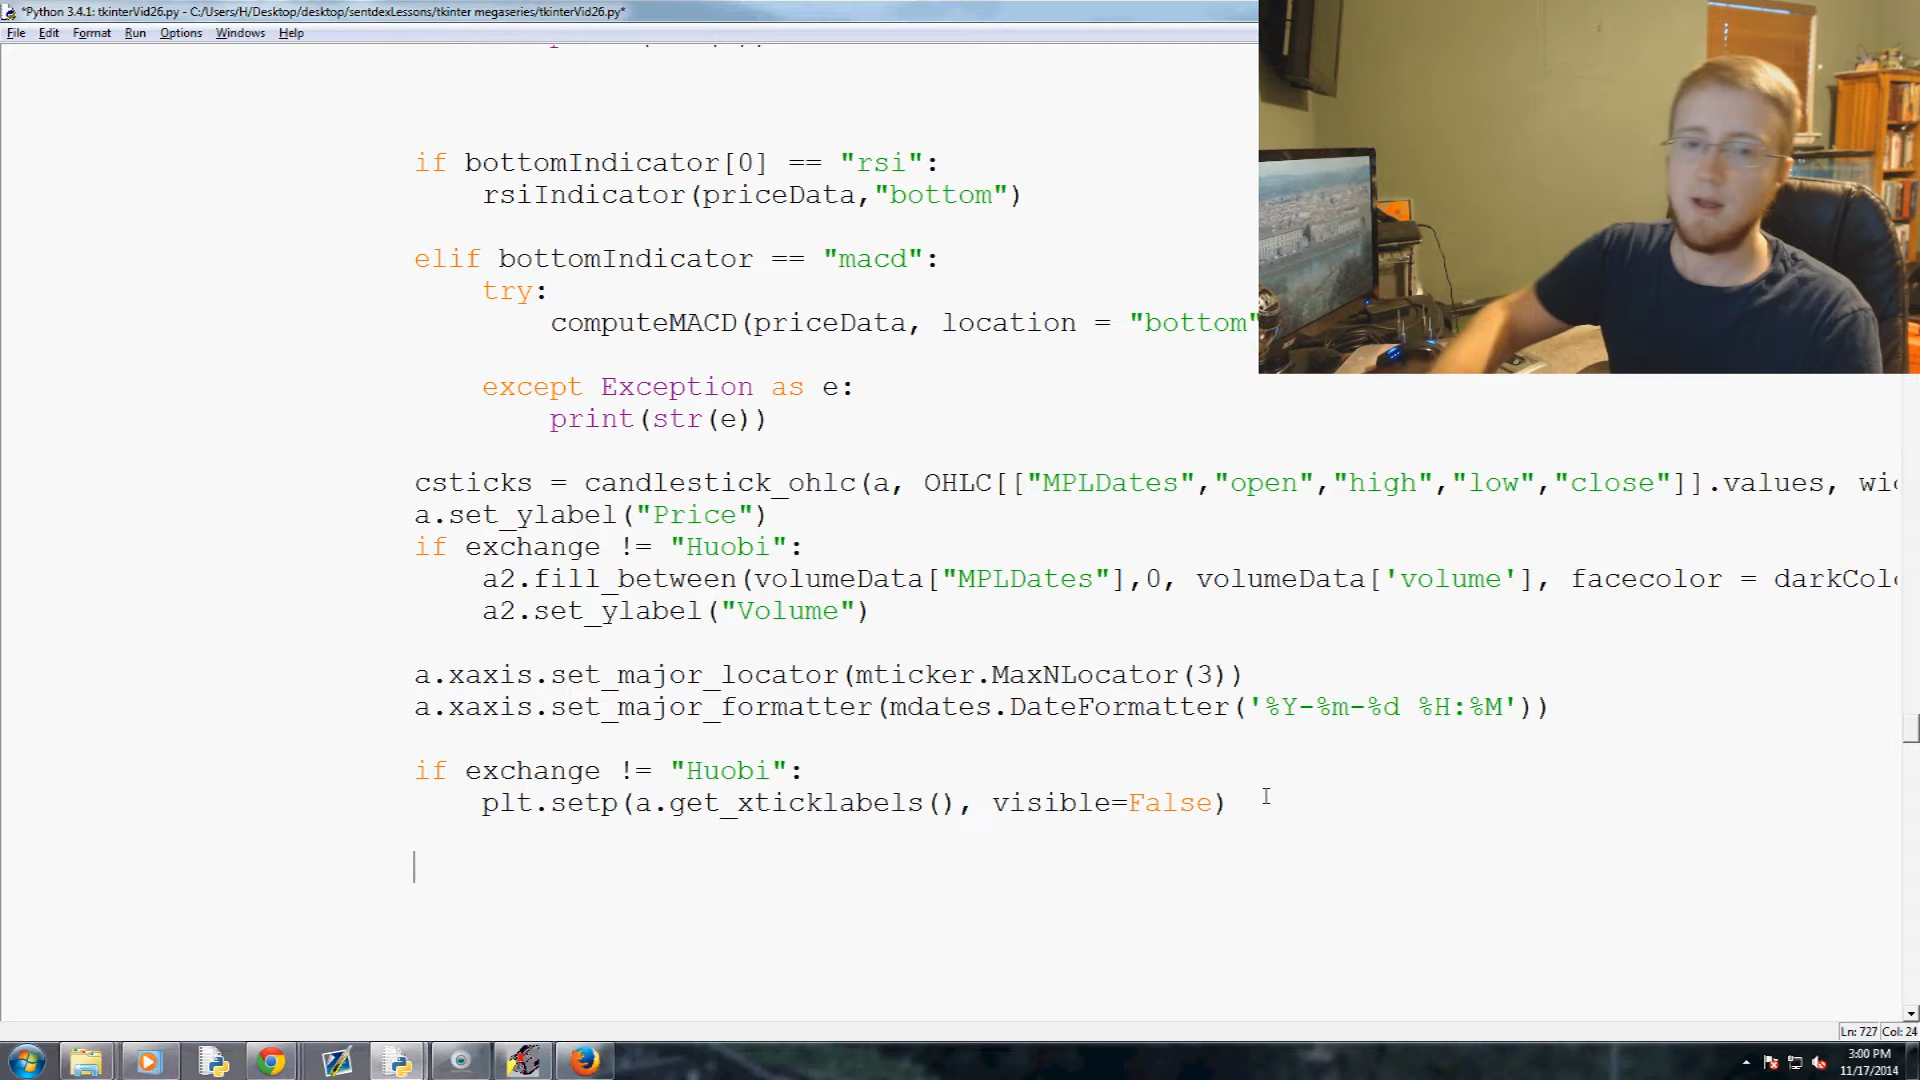 *Python 3.4.1: tkinterVid26.py - C:/Users/H/Desktop/desktop/sentdexLessons/tkinter megaseries/tkinterVid26.py*
File Edit Format Run Options Windows Help
if bottomIndicator[0] == "rsi":
rsiIndicator(priceData,"bottom")
elif bottomIndicator == "macd":
try:
computeMACD(priceData, location = "bottom"
except Exception as e:
print(str(e))
csticks = candlestick_ohlc(a, OHLC[["MPLDates","open","high","low","close"]].values, wi
a.set_ylabel("Price")
if exchange != "Huobi":
a2.fill_between(volumeData["MPLDates"],0, volumeData['volume'], facecolor = darkCol
a2.set_ylabel("Volume")
a.xaxis.set_major_locator(mticker.MaxNLocator(3))
a.xaxis.set_major_formatter(mdates.DateFormatter('%Y-%m-%d %H:%M'))
if exchange != "Huobi":
plt.setp(a.get_xticklabels(), visible=False)
Ln: 727 Col: 24
3:00 PM
11/17/2014